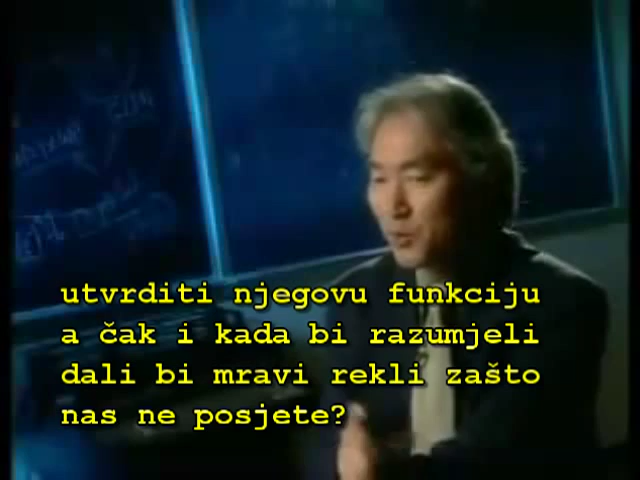 utvrditi njegovu funkciju
a čak i kada bi razumjeli
dali bi mravi rekli zašto
nas ne posjete?